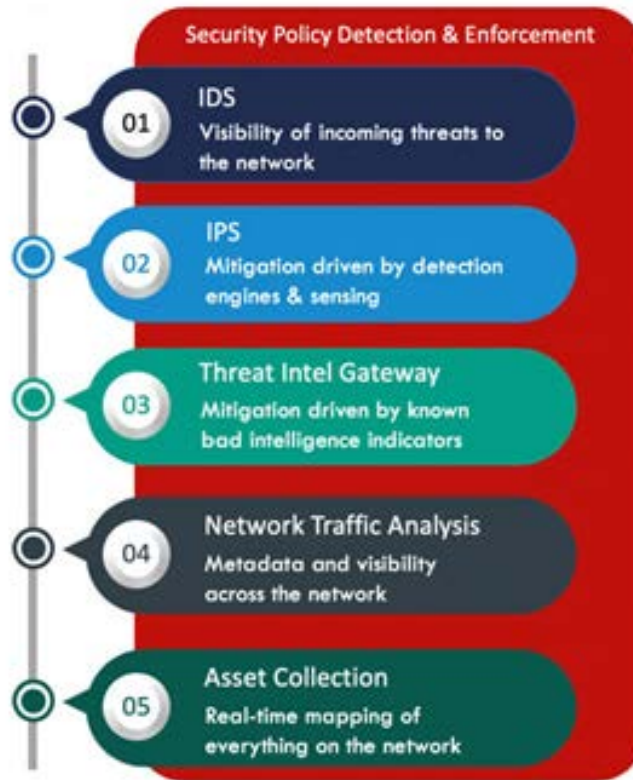 Security Policy Detection & Enforcement
01
IDS
Visibility of incoming threats to
the network
02
IPS
Mitigation driven by detection
engines & sensing
03
Threat Intel Gateway
Mitigation driven by known
bad intelligence indicators
04
Network Traffic Analysis
Metadata and visibility
across the network
05
Asset Collection
Real-time mapping of
everything on the network